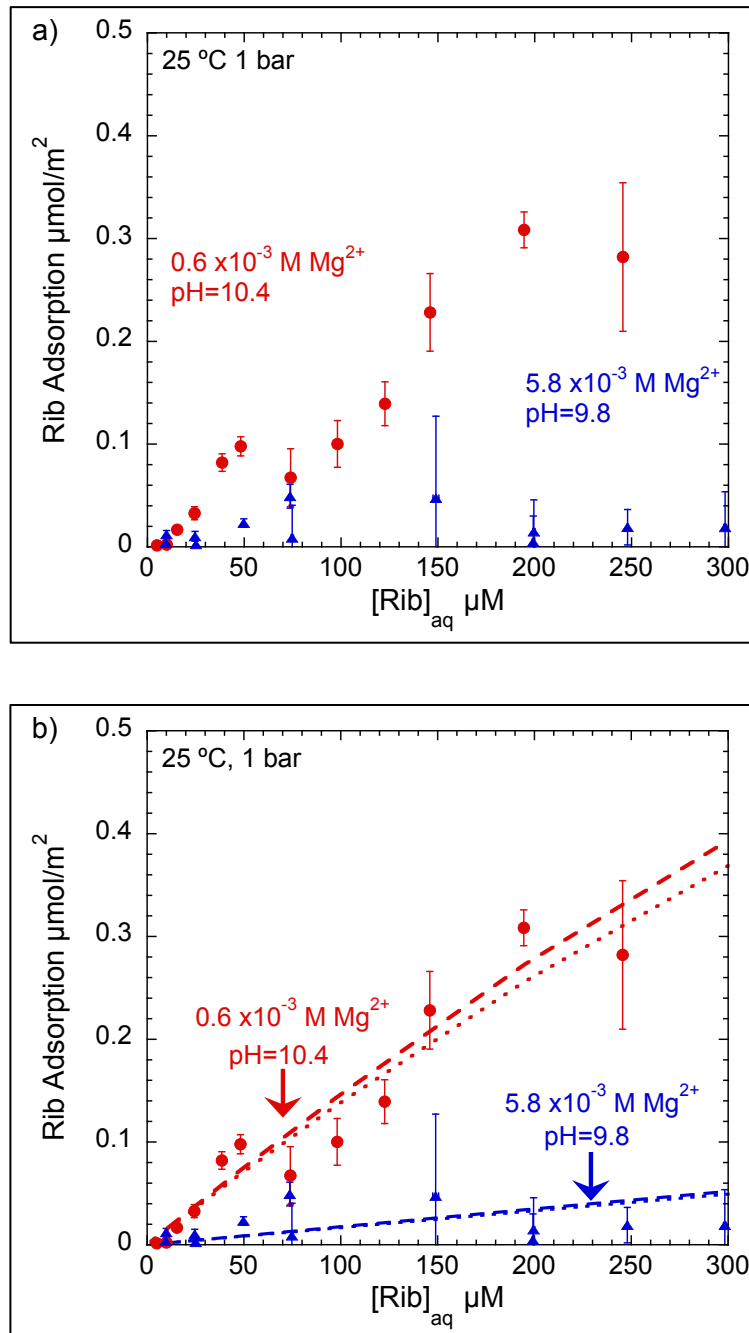 a)
25 ºC 1 bar
0.5
0.4
0.3
0.2
0.1
0
Rib Adsorption µmol/m²
0.6 x10⁻³ M Mg²⁺
pH=10.4
5.8 x10⁻³ M Mg²⁺
pH=9.8
0 50 100 150 200 250 300
[Rib]aq µM
b)
25 ºC, 1 bar
0.5
0.4
0.3
0.2
0.1
0
Rib Adsorption µmol/m²
0.6 x10⁻³ M Mg²⁺
pH=10.4
5.8 x10⁻³ M Mg²⁺
pH=9.8
0 50 100 150 200 250 300
[Rib]aq µM